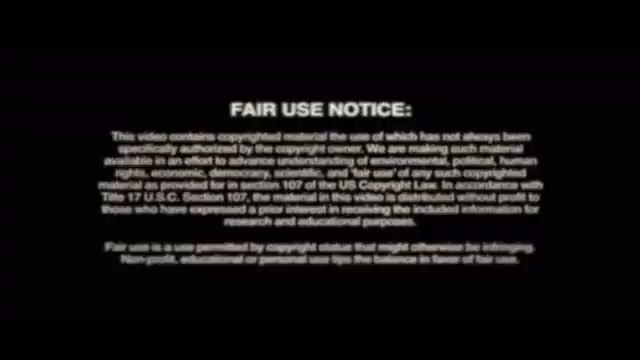 FAIR USE NOTICE:
This video contains copyrighted material the use of which has not always been
specifically authorized by the copyright owner. We are making such material
available in an effort to advance understanding of environmental, political, human
rights, economic, democracy, scientific, and 'fair use' of any such copyrighted
material as provided for in section 107 of the US Copyright Law. In accordance with
Title 17 U.S.C. Section 107, the material in this video is distributed without profit to
those who have expressed a prior interest in receiving the included information for
research and educational purposes.
Fair use is a use permitted by copyright statue that might otherwise be infringing.
Non-profit, educational or personal use tips the balance in favor of fair use.